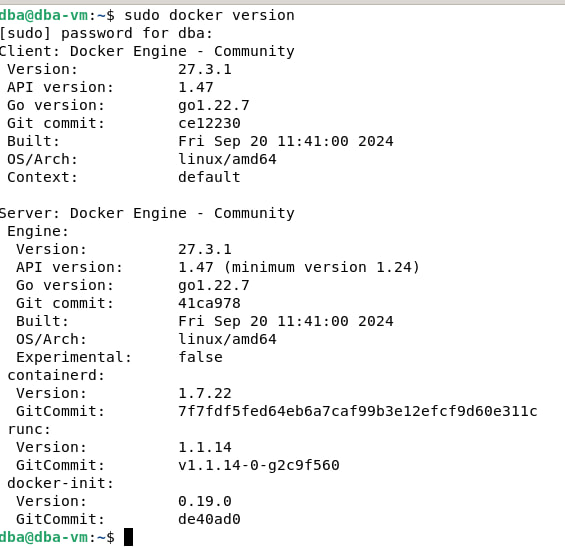 dba@dba-vm:~$ sudo docker version
[sudo] password for dba:
Client: Docker Engine - Community
 Version:           27.3.1
 API version:       1.47
 Go version:        go1.22.7
 Git commit:        ce12230
 Built:             Fri Sep 20 11:41:00 2024
 OS/Arch:           linux/amd64
 Context:           default

Server: Docker Engine - Community
 Engine:
  Version:          27.3.1
  API version:      1.47 (minimum version 1.24)
  Go version:       go1.22.7
  Git commit:       41ca978
  Built:            Fri Sep 20 11:41:00 2024
  OS/Arch:          linux/amd64
  Experimental:     false
 containerd:
  Version:          1.7.22
  GitCommit:        7f7fdf5fed64eb6a7caf99b3e12efcf9d60e311c
 runc:
  Version:          1.1.14
  GitCommit:        v1.1.14-0-g2c9f560
 docker-init:
  Version:          0.19.0
  GitCommit:        de40ad0
dba@dba-vm:~$